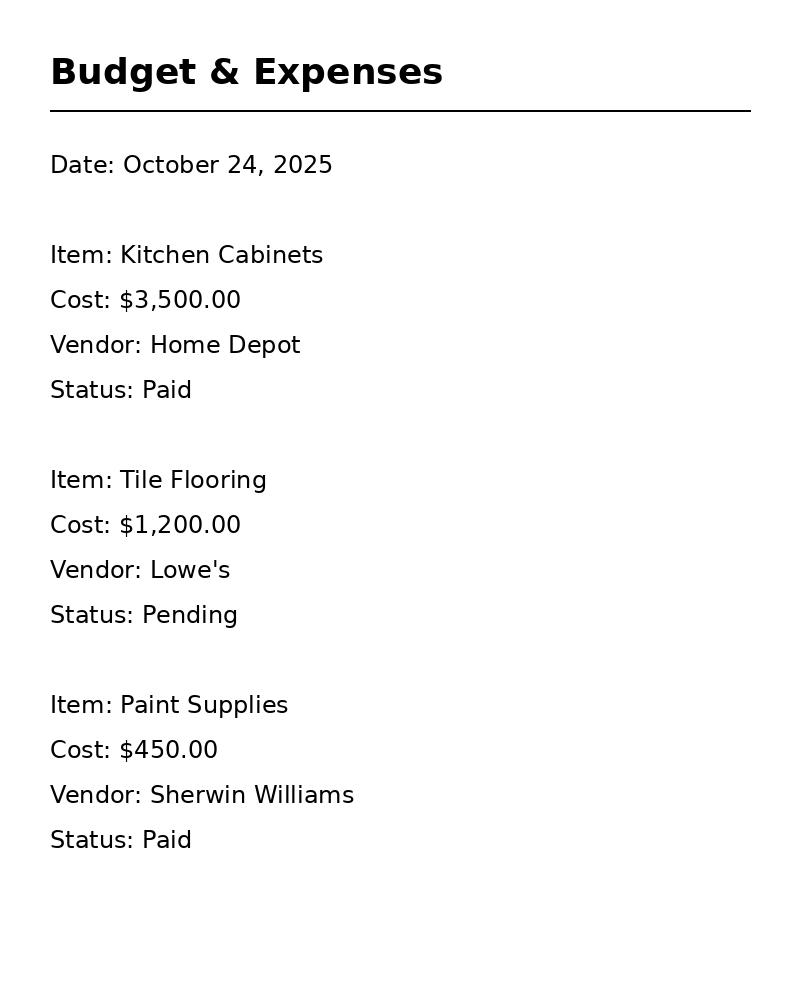 Budget & Expenses
Date: October 24, 2025
Item: Kitchen Cabinets
Cost: $3,500.00
Vendor: Home Depot
Status: Paid
Item: Tile Flooring
Cost: $1,200.00
Vendor: Lowe's
Status: Pending
Item: Paint Supplies
Cost: $450.00
Vendor: Sherwin Williams
Status: Paid